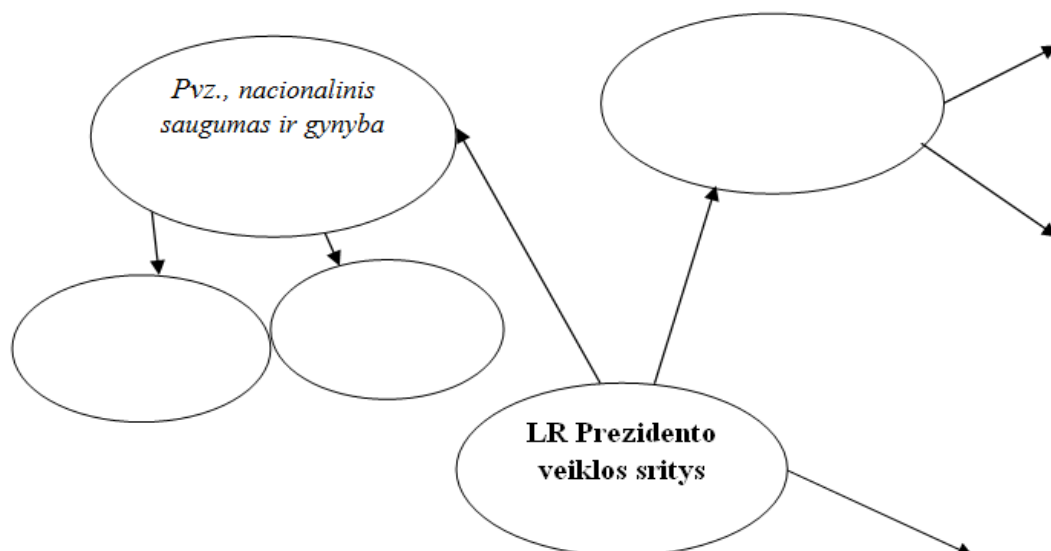 Pvz., nacionalinis
saugumas ir gynyba
LR Prezidento
veiklos sritys